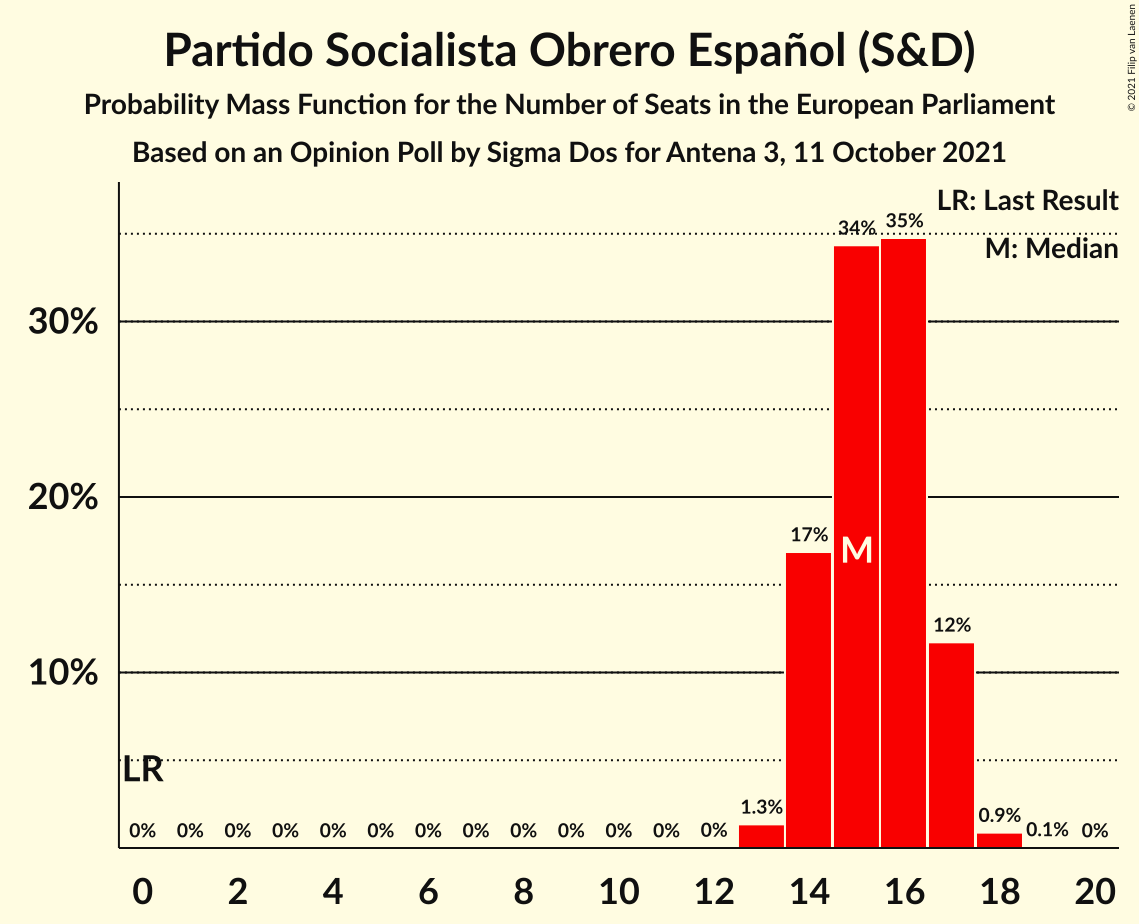 Partido Socialista Obrero Español (S&D)
Probability Mass Function for the Number of Seats in the European Parliament
Based on an Opinion Poll by Sigma Dos for Antena 3, 11 October 2021
© 2021 Filip van Laenen
LR: Last Result
M: Median
34% 35%
30%
20%
17%
M
12%
10%
LR
0% 0% 0% 0% 0% 0% 0% 0% 0% 0% 0% 0% 0% 1.3% 0.9% 0.1% 0%
0 2 4 6 8 10 12 14 16 18 20